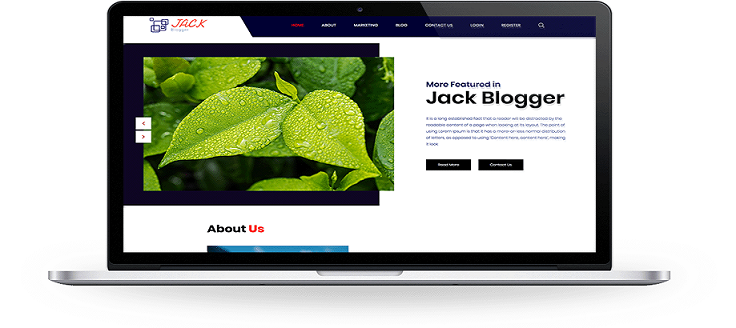 JACK
Blogger
HOME ABOUT MARKETING BLOG CONTACT US LOGIN REGISTER
More Featured in
Jack Blogger
It is a long established fact that a reader will be distracted by the
readable content of a page when looking at its layout. The point of
using Lorem Ipsum is that it has a more-or-less normal distribution
of letters, as opposed to using 'Content here, content here', making
it look
Read More Contact Us
About Us